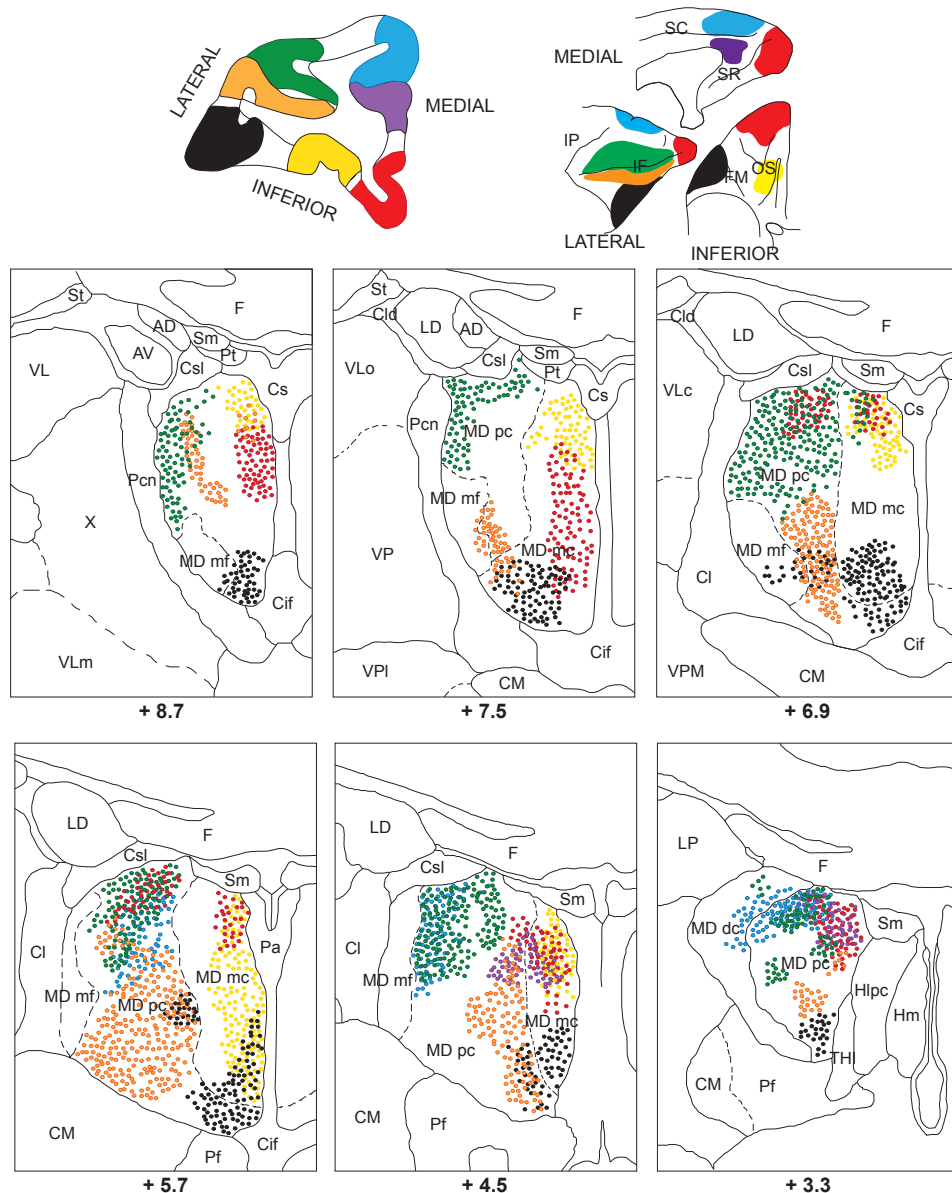 LATERAL
MEDIAL
INFERIOR
SC
MEDIAL
SR
IP
IF
FM
OS
LATERAL
INFERIOR
St
F
AD
Sm
AV
Pt
VL
Csl
Cs
Pcn
X
MD mf
Cif
VLm
+ 8.7
St
Cld
LD
AD
F
Sm
VLo
Csl
Pt
Cs
Pcn
MD pc
MD mf
VP
MD mc
Cif
VPl
CM
+ 7.5
Cld
LD
F
Csl
Sm
VLc
Cs
MD pc
MD mc
MD mf
Cl
Cif
VPM
CM
+ 6.9
LD
F
Csl
Sm
Cl
Pa
MD mc
MD mf
MD pc
CM
Cif
Pf
+ 5.7
LD
F
Csl
Sm
Cl
MD mf
MD mc
MD pc
Pf
+ 4.5
LP
F
MD dc
Sm
MD pc
Hlpc
Hm
THI
CM
Pf
+ 3.3